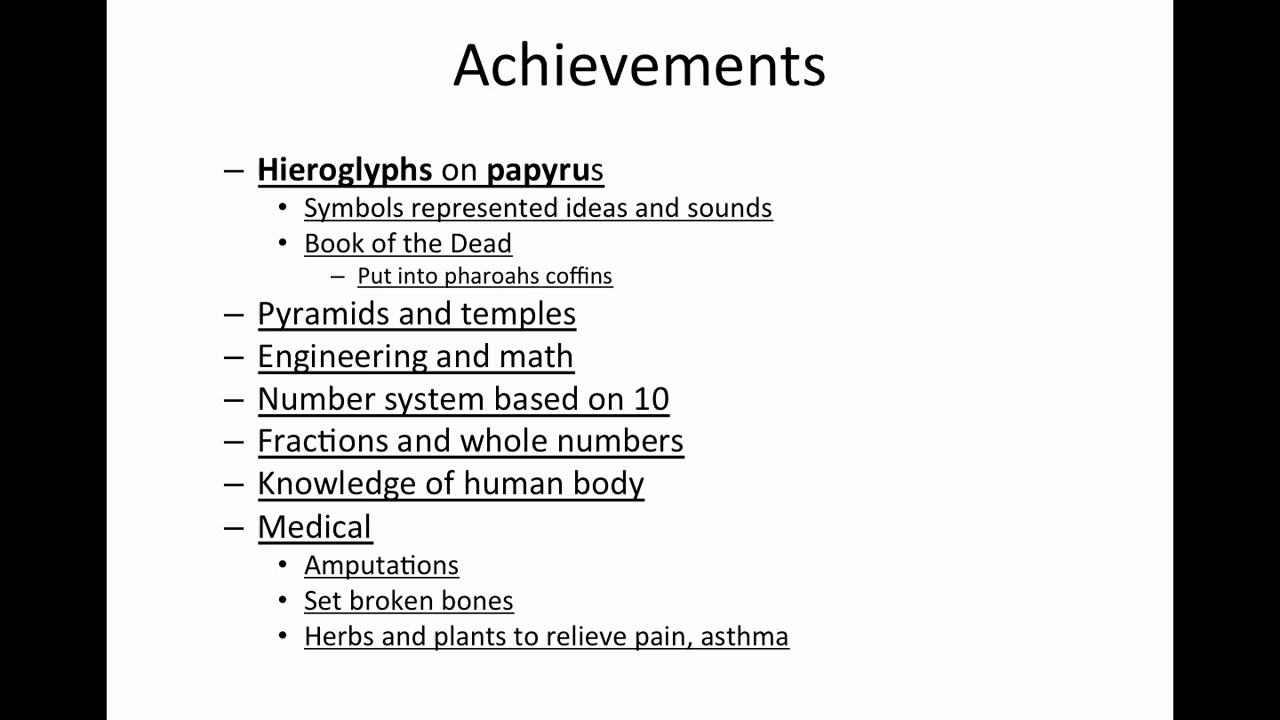 Achievements
– Hieroglyphs on papyrus
• Symbols represented ideas and sounds
• Book of the Dead
– Put into pharoahs coffins
– Pyramids and temples
– Engineering and math
– Number system based on 10
– Fractions and whole numbers
– Knowledge of human body
– Medical
• Amputations
• Set broken bones
• Herbs and plants to relieve pain, asthma